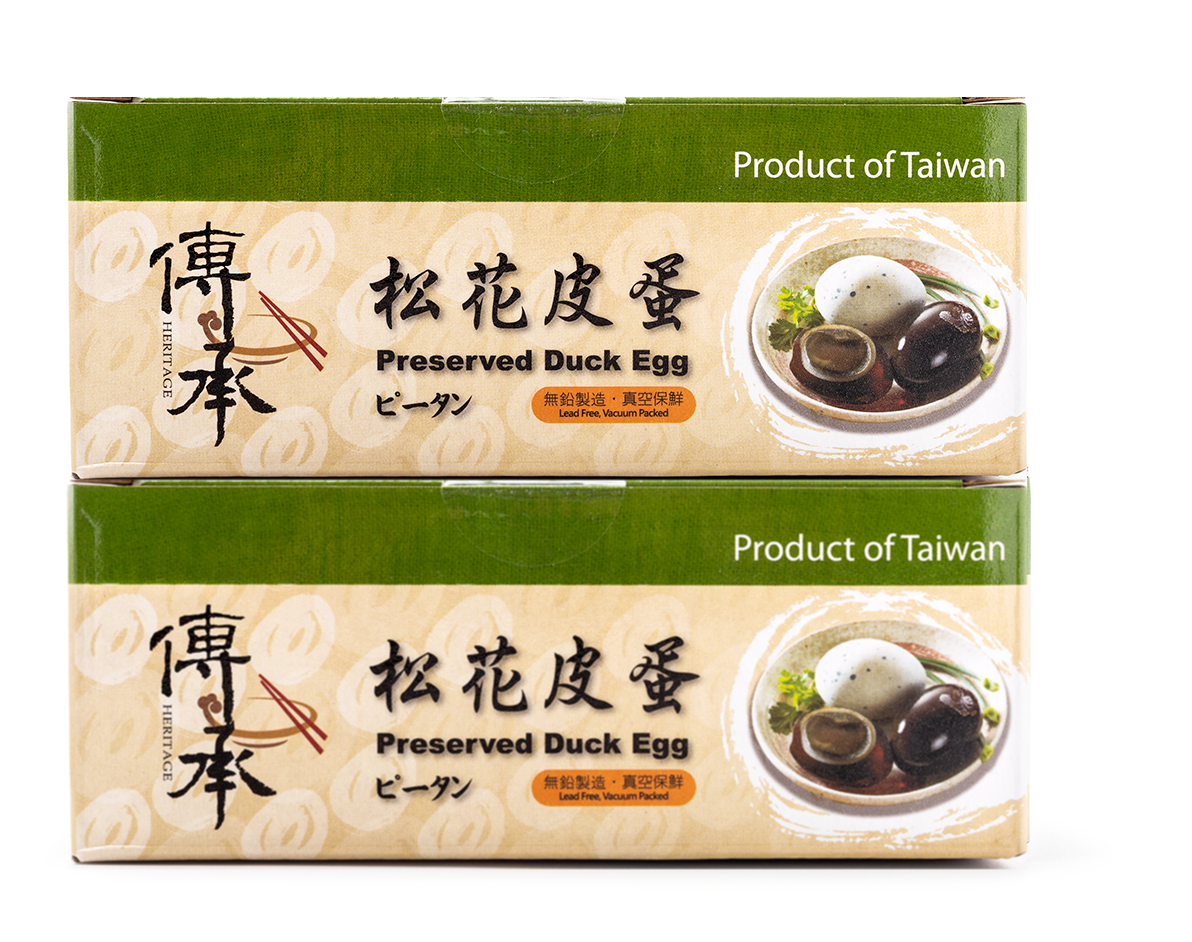 Product of Taiwan
傳承
HERITAGE
松花皮蛋
Preserved Duck Egg
ピータン
無鉛製造・真空保鮮
Lead Free, Vacuum Packed
Product of Taiwan
傳承
HERITAGE
松花皮蛋
Preserved Duck Egg
ピータン
無鉛製造・真空保鮮
Lead Free, Vacuum Packed